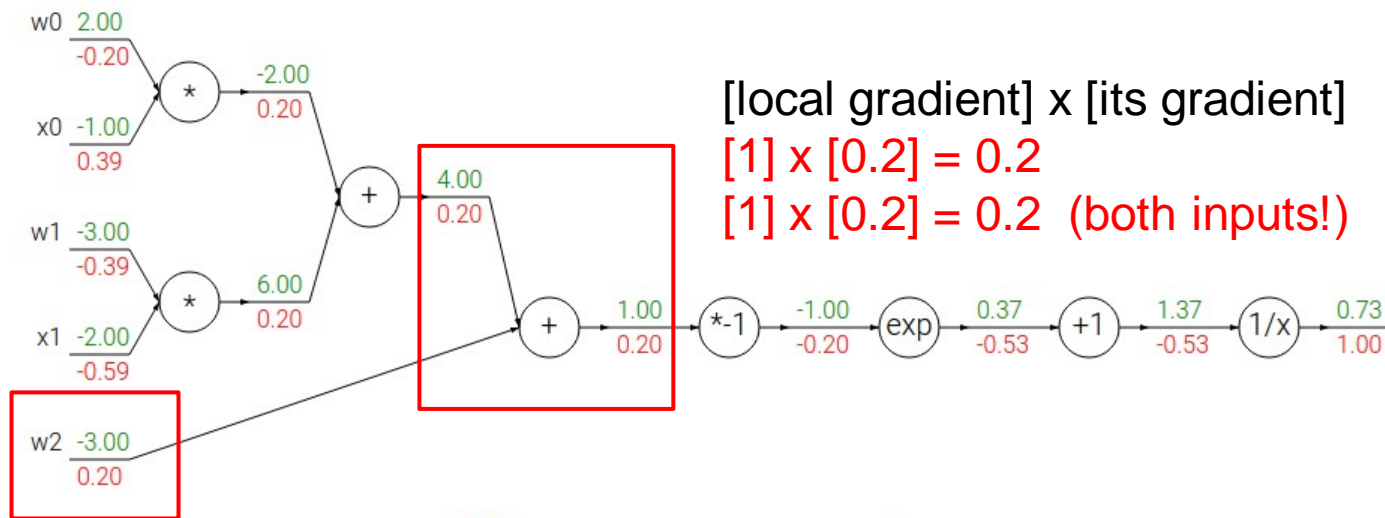 w0 2.00
-0.20
*
-2.00
0.20
x0 -1.00
0.39
[local gradient] x [its gradient]
[1] x [0.2] = 0.2
[1] x [0.2] = 0.2 (both inputs!)
+
4.00
0.20
w1 -3.00
-0.39
*
6.00
0.20
x1 -2.00
-0.59
+
1.00
0.20
*-1
-1.00
-0.20
exp
0.37
-0.53
+1
1.37
-0.53
1/x
0.73
1.00
w2 -3.00
0.20